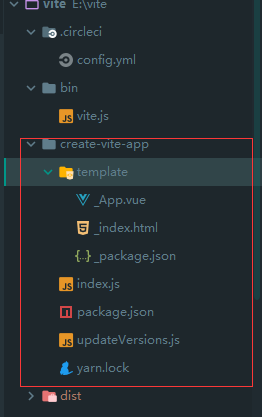 vite E:\vite
.circleci
config.yml
bin
vite.js
create-vite-app
template
_App.vue
_index.html
_package.json
index.js
package.json
updateVersions.js
yarn.lock
dist